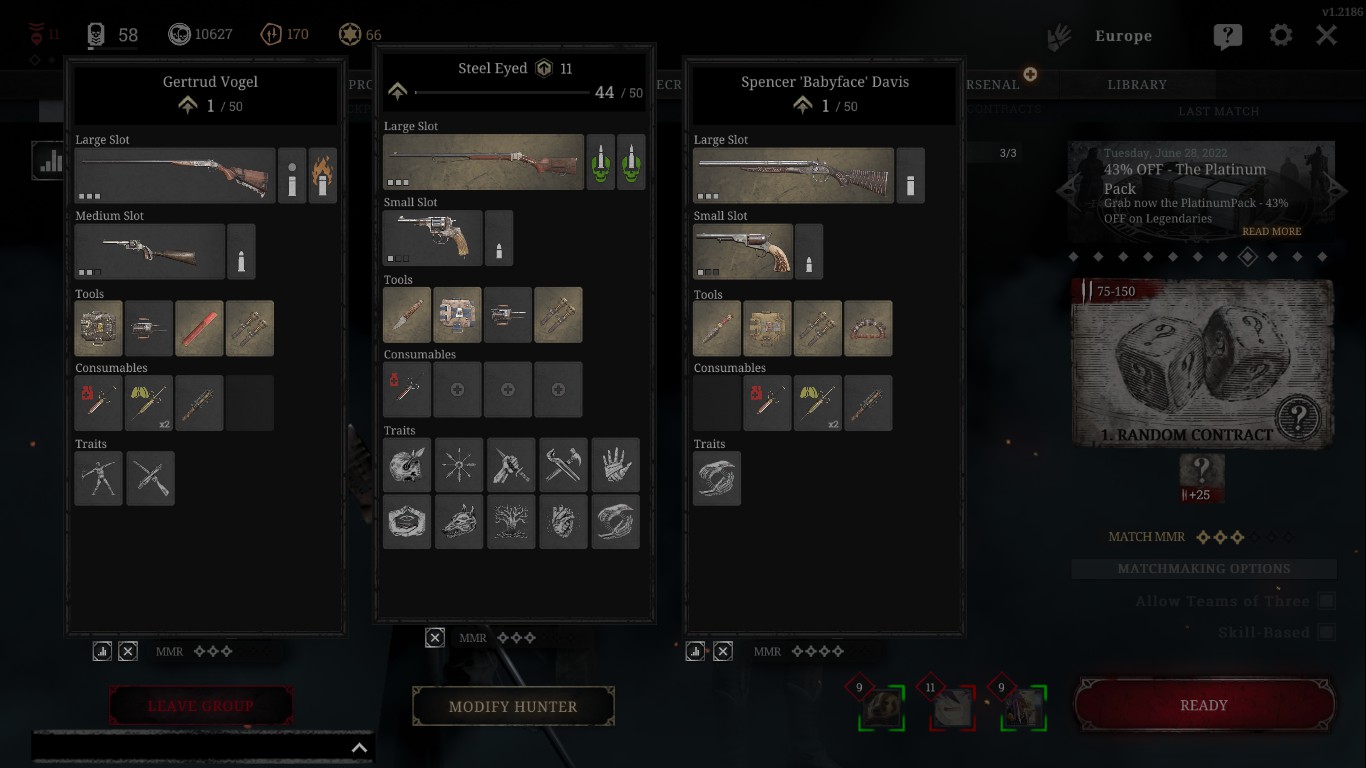 v1.2186
11
58
10627
170
66
Europe
PRO
ECR
RSENAL
LIBRARY
CONTRACTS
LAST MATCH
Gertrud Vogel
1 / 50
Large Slot
Medium Slot
Tools
Consumables
x2
Traits
MMR
LEAVE GROUP
Steel Eyed 11
44 / 50
Large Slot
Small Slot
Tools
Consumables
Traits
MMR
MODIFY HUNTER
Spencer 'Babyface' Davis
1 / 50
Large Slot
Small Slot
Tools
Consumables
x2
Traits
MMR
3/3
Tuesday, June 28, 2022
43% OFF - The Platinum
Pack
Grab now the PlatinumPack - 43%
OFF on Legendaries
READ MORE
75-150
1. RANDOM CONTRACT
+25
MATCH MMR
MATCHMAKING OPTIONS
Allow Teams of Three
Skill-Based
9
11
9
READY